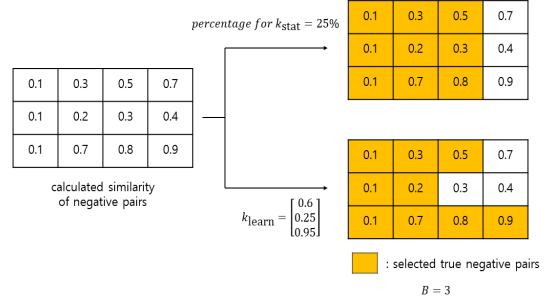 percentage for k_stat = 25%
0.1 0.3 0.5 0.7
0.1 0.2 0.3 0.4
0.1 0.7 0.8 0.9
0.1 0.3 0.5 0.7
0.1 0.2 0.3 0.4
0.1 0.7 0.8 0.9
calculated similarity
of negative pairs
k_learn = [0.6
0.25
0.95]
0.1 0.3 0.5 0.7
0.1 0.2 0.3 0.4
0.1 0.7 0.8 0.9
: selected true negative pairs
B = 3